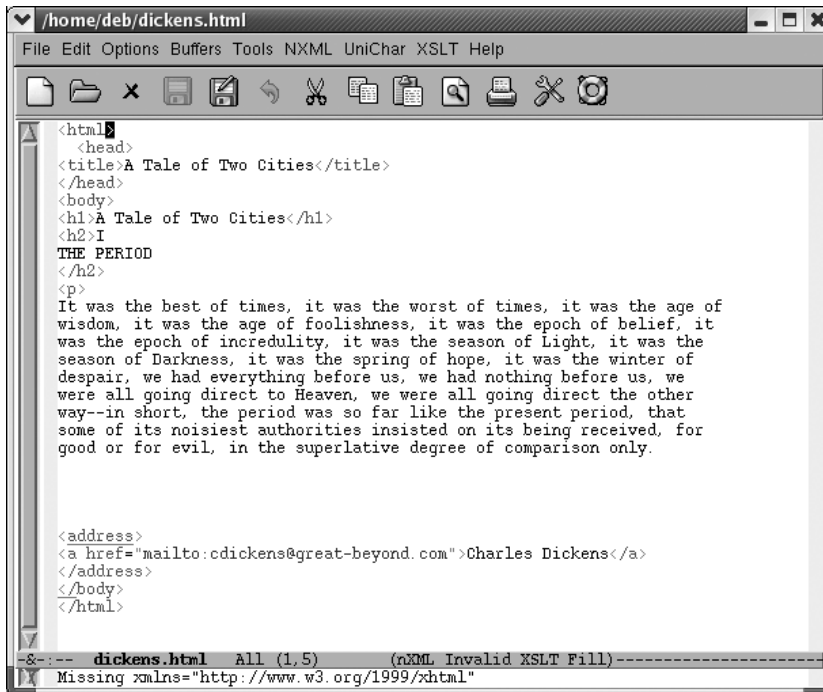 /home/deb/dickens.html
File Edit Options Buffers Tools NXML UniChar XSLT Help
<html>
<head>
<title>A Tale of Two Cities</title>
</head>
<body>
<h1>A Tale of Two Cities</h1>
<h2>I
THE PERIOD
</h2>
<p>
It was the best of times, it was the worst of times, it was the age of
wisdom, it was the age of foolishness, it was the epoch of belief, it
was the epoch of incredulity, it was the season of Light, it was the
season of Darkness, it was the spring of hope, it was the winter of
despair, we had everything before us, we had nothing before us, we
were all going direct to Heaven, we were all going direct the other
way--in short, the period was so far like the present period, that
some of its noisiest authorities insisted on its being received, for
good or for evil, in the superlative degree of comparison only.
<address>
<a href="mailto:cdickens@great-beyond.com">Charles Dickens</a>
</address>
</body>
</html>
-&-:-- dickens.html All (1,5) (nXML Invalid XSLT Fill)----------------------
Missing xmlns="http://www.w3.org/1999/xhtml"